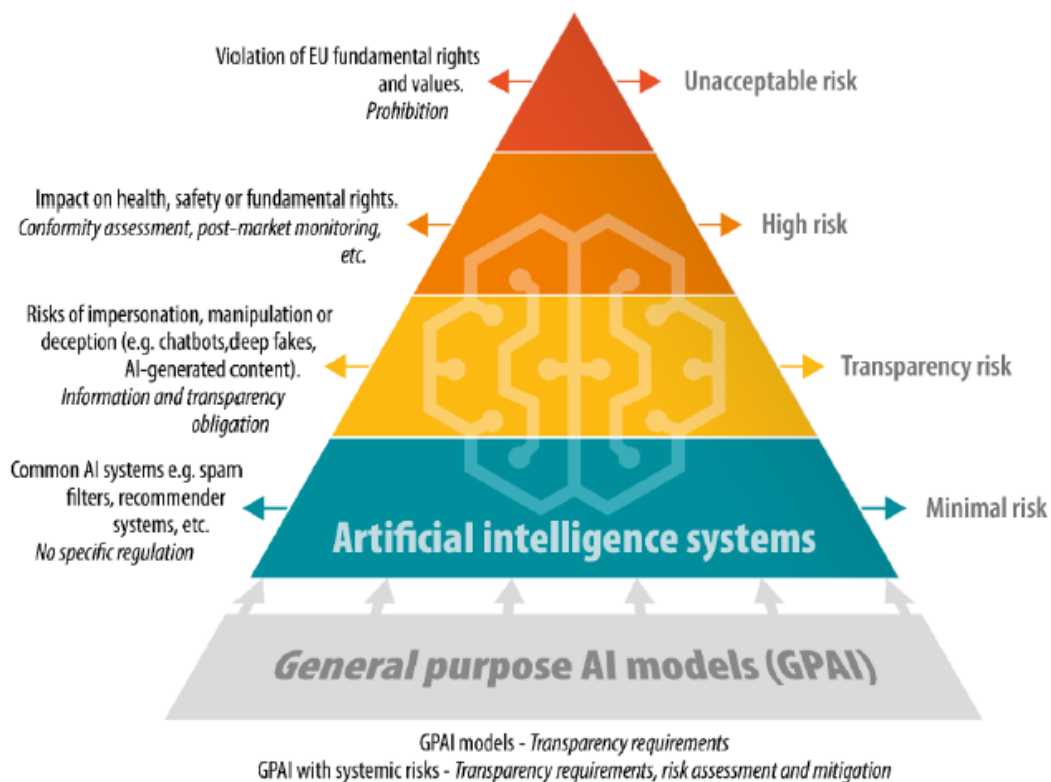 Violation of EU fundamental rights
and values.
Prohibition
Unacceptable risk
Impact on health, safety or fundamental rights.
Conformity assessment, post-market monitoring,
etc.
High risk
Risks of impersonation, manipulation or
deception (e.g. chatbots,deep fakes,
AI-generated content).
Information and transparency
obligation
Transparency risk
Common AI systems e.g. spam
filters, recommender
systems, etc.
No specific regulation
Minimal risk
Artificial intelligence systems
General purpose AI models (GPAI)
GPAI models - Transparency requirements
GPAI with systemic risks - Transparency requirements, risk assessment and mitigation